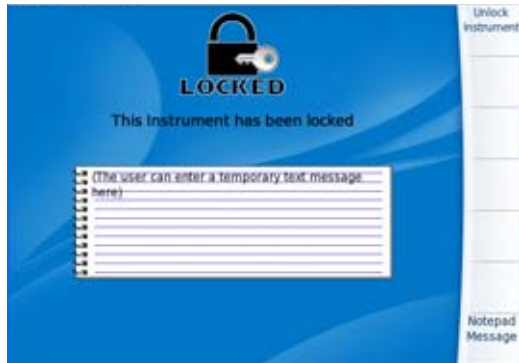 Unlock
Instrument
LOCKED
This Instrument has been locked
(The user can enter a temporary text message
here)
Notepad
Message